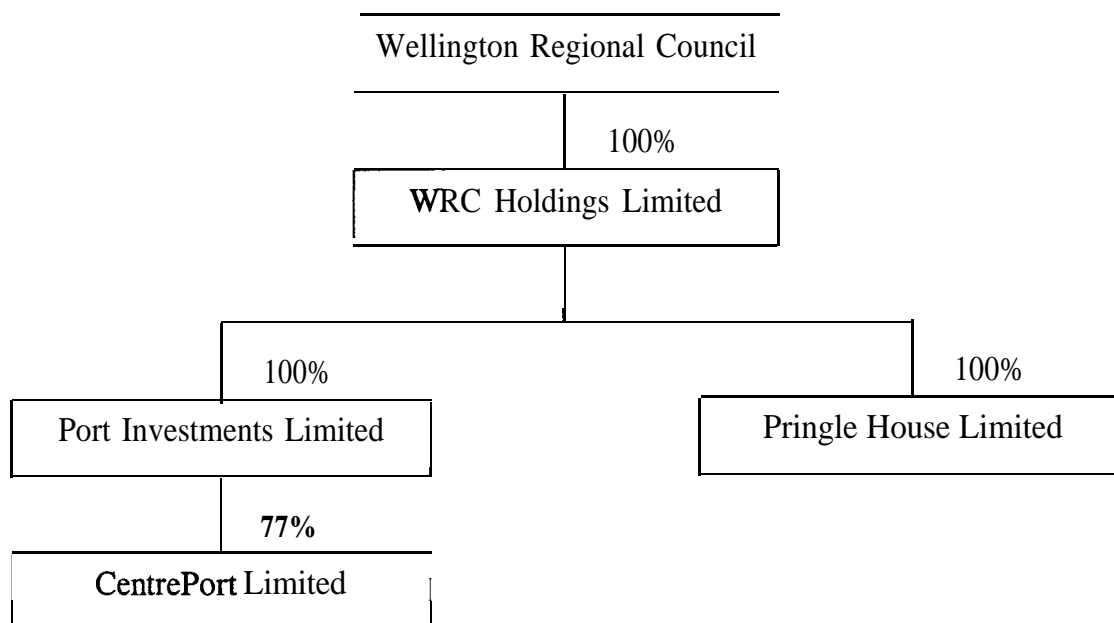 Wellington Regional Council
100%
WRC Holdings Limited
100%
100%
Port Investments Limited
Pringle House Limited
77%
CentrePort Limited